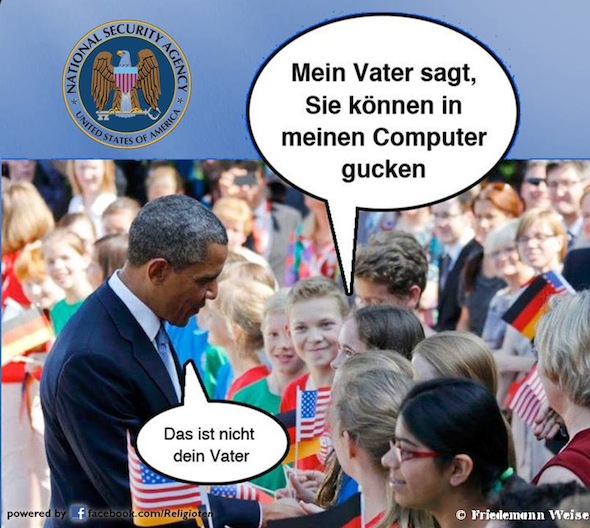 NATIONAL SECURITY AGENCY
UNITED STATES OF AMERICA
Mein Vater sagt,
Sie können in
meinen Computer
gucken
Das ist nicht
dein Vater
powered by f facebook.com/Religioten
© Friedemann Weise